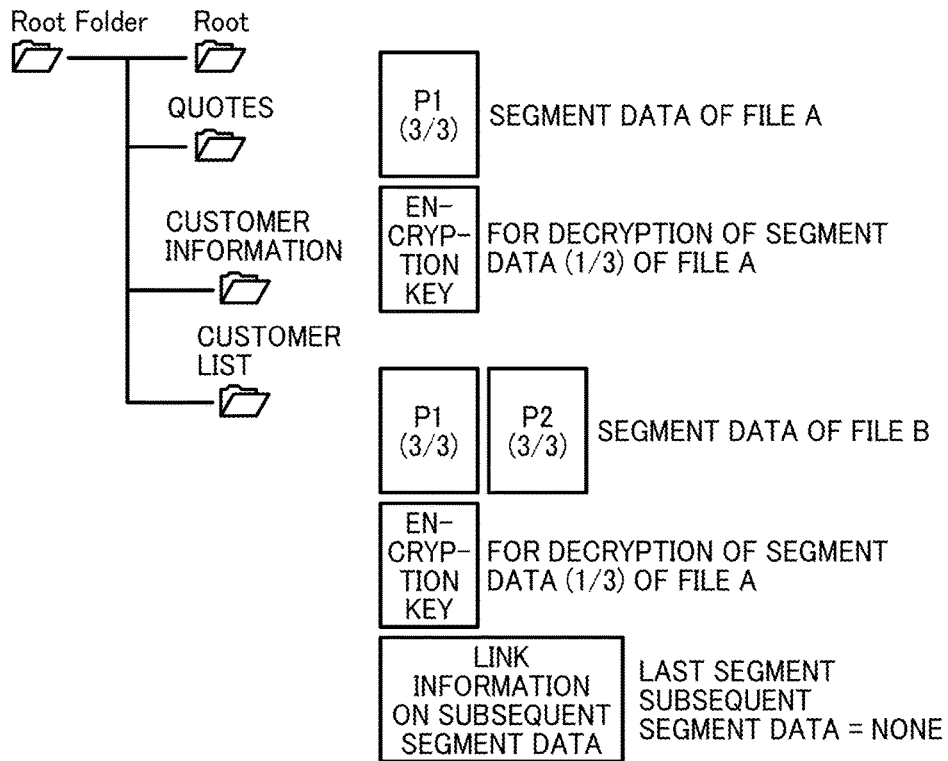 Root Folder
Root
QUOTES
CUSTOMER
INFORMATION
CUSTOMER
LIST
P1
(3/3)
SEGMENT DATA OF FILE A
EN-
CRYP-
TION
KEY
FOR DECRYPTION OF SEGMENT
DATA (1/3) OF FILE A
P1
(3/3)
P2
(3/3)
SEGMENT DATA OF FILE B
EN-
CRYP-
TION
KEY
FOR DECRYPTION OF SEGMENT
DATA (1/3) OF FILE A
LINK
INFORMATION
ON SUBSEQUENT
SEGMENT DATA
LAST SEGMENT
SUBSEQUENT
SEGMENT DATA = NONE